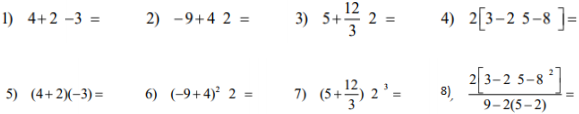 1) 4+2 −3 = 2) −9+4 2 = 3) 5+12/3 2 = 4) 2[3−2 5−8 ]=
5) (4+2)(−3)= 6) (−9+4)² 2 = 7) (5+12/3) 2 ³ = 8) 2[3−2 5−8 ²]/9−2(5−2) =